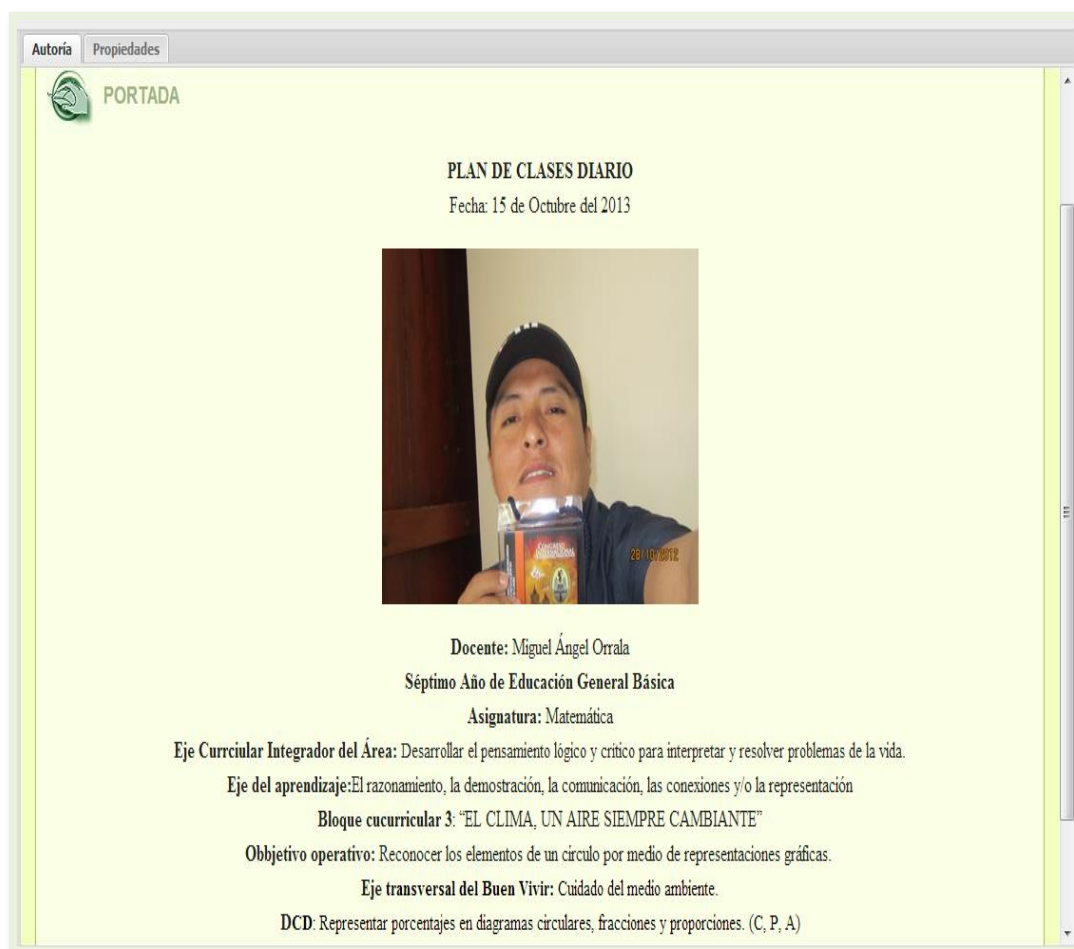 Autoría Propiedades
PORTADA
PLAN DE CLASES DIARIO
Fecha: 15 de Octubre del 2013
CONGRESO
INTERNACIONAL
28/10/2012
Docente: Miguel Ángel Orrala
Séptimo Año de Educación General Básica
Asignatura: Matemática
Eje Currciular Integrador del Área: Desarrollar el pensamiento lógico y critico para interpretar y resolver problemas de la vida.
Eje del aprendizaje:El razonamiento, la demostración, la comunicación, las conexiones y/o la representación
Bloque cucurricular 3: “EL CLIMA, UN AIRE SIEMPRE CAMBIANTE”
Obbjetivo operativo: Reconocer los elementos de un circulo por medio de representaciones gráficas.
Eje transversal del Buen Vivir: Cuidado del medio ambiente.
DCD: Representar porcentajes en diagramas circulares, fracciones y proporciones. (C, P, A)